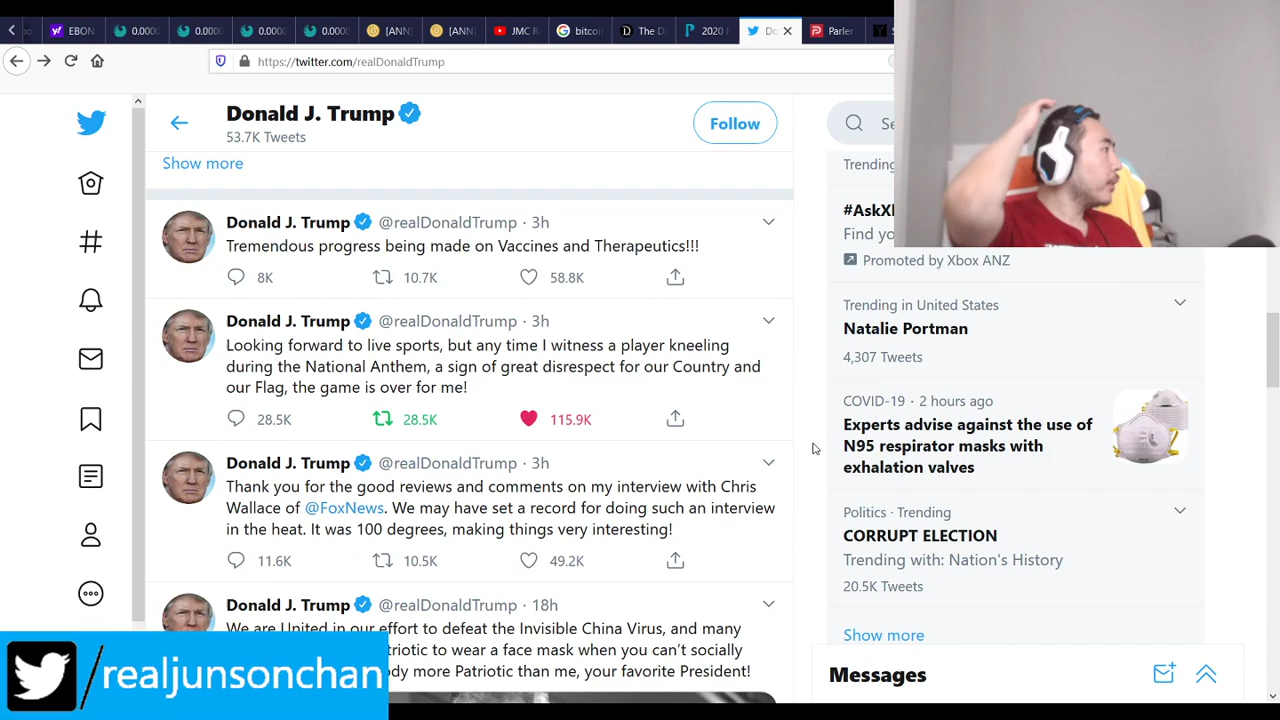 EBON
0.0000
0.0000
0.0000
0.0000
[ANN]
[ANN]
JMC R
bitcoi
The D
2020 E
Do
Parler
https://twitter.com/realDonaldTrump
Donald J. Trump
53.7K Tweets
Follow
Show more
Donald J. Trump @realDonaldTrump · 3h
Tremendous progress being made on Vaccines and Therapeutics!!!
8K 10.7K 58.8K
Donald J. Trump @realDonaldTrump · 3h
Looking forward to live sports, but any time I witness a player kneeling
during the National Anthem, a sign of great disrespect for our Country and
our Flag, the game is over for me!
28.5K 28.5K 115.9K
Donald J. Trump @realDonaldTrump · 3h
Thank you for the good reviews and comments on my interview with Chris
Wallace of @FoxNews. We may have set a record for doing such an interview
in the heat. It was 100 degrees, making things very interesting!
11.6K 10.5K 49.2K
Donald J. Trump @realDonaldTrump · 18h
We are United in our effort to defeat the Invisible China Virus, and many
triotic to wear a face mask when you can't socially
dy more Patriotic than me, your favorite President!
Se
Trending
#AskX
Find yo
Promoted by Xbox ANZ
Trending in United States
Natalie Portman
4,307 Tweets
COVID-19 · 2 hours ago
Experts advise against the use of
N95 respirator masks with
exhalation valves
Politics · Trending
CORRUPT ELECTION
Trending with: Nation's History
20.5K Tweets
Show more
Messages
/realjunsonchan